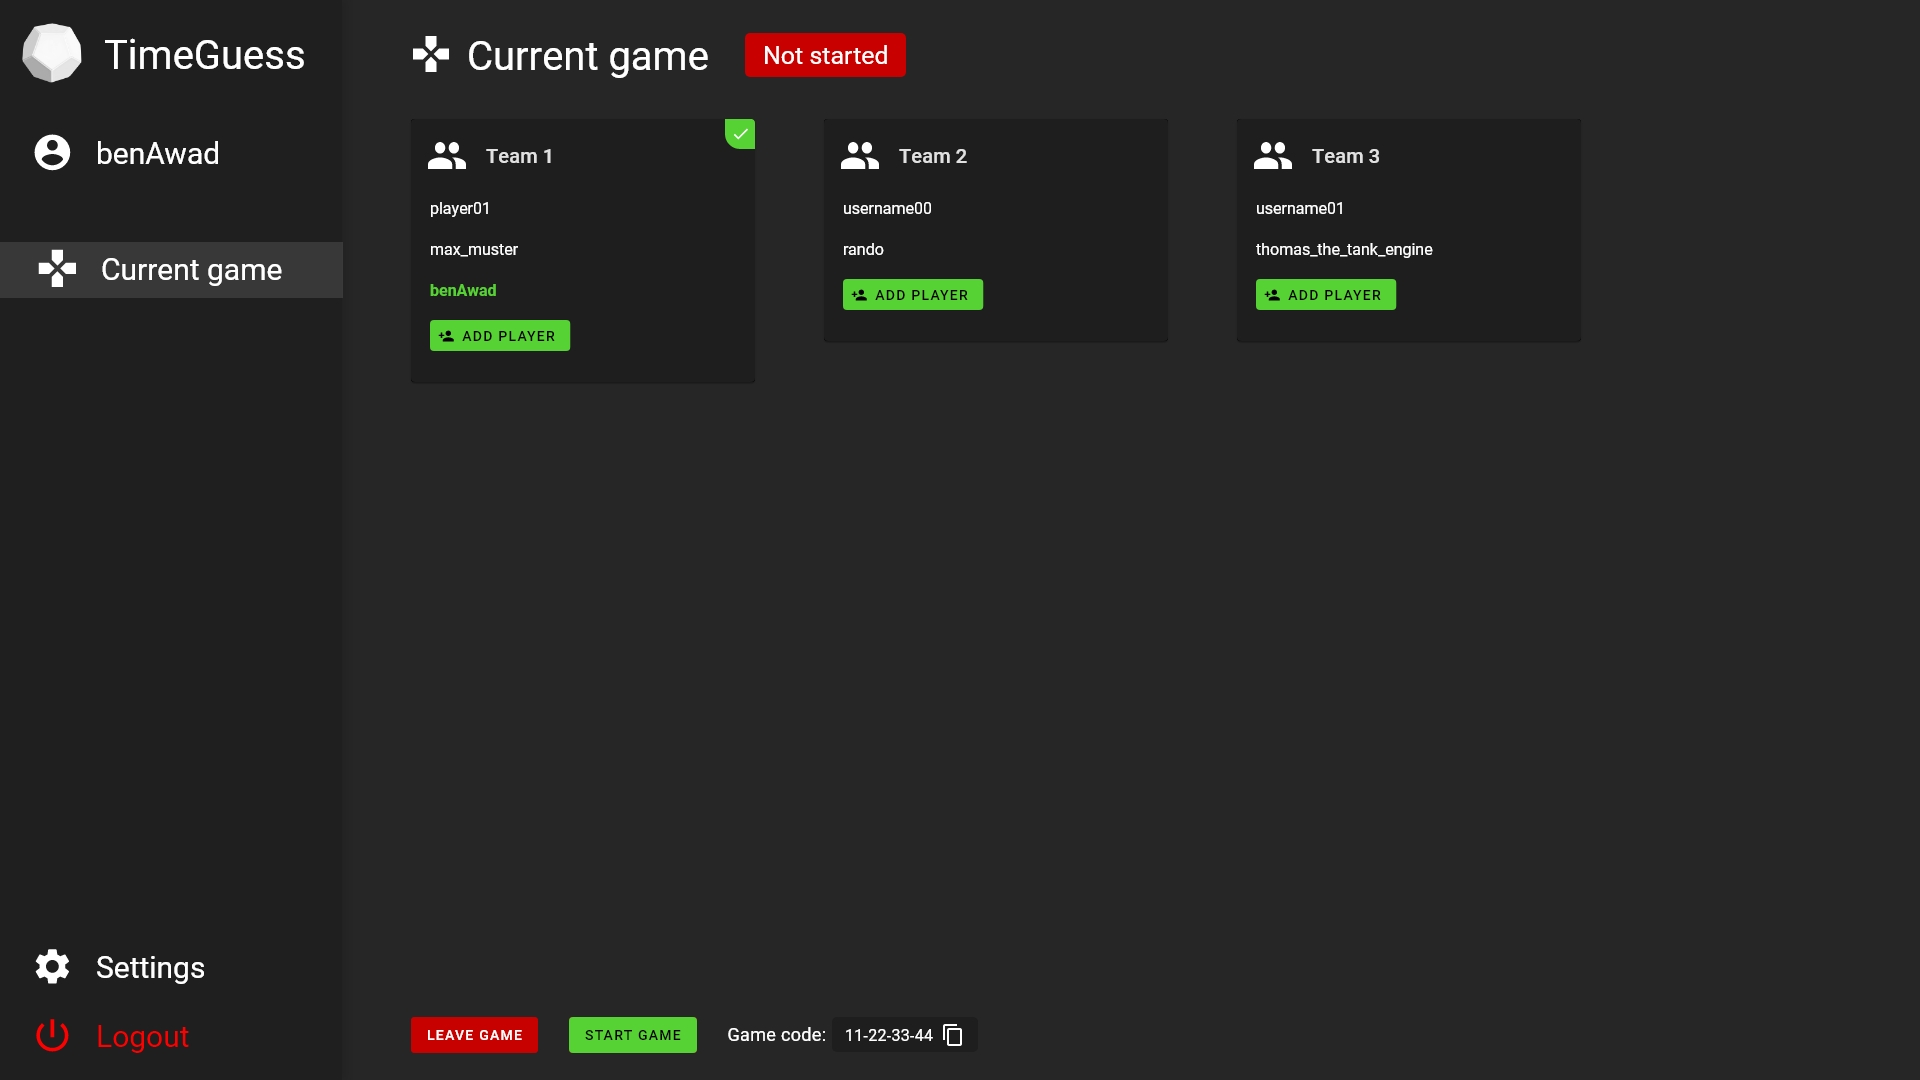 TimeGuess
benAwad
Current game
Settings
Logout
Current game
Not started
Team 1
player01
max_muster
benAwad
ADD PLAYER
Team 2
username00
rando
ADD PLAYER
Team 3
username01
thomas_the_tank_engine
ADD PLAYER
LEAVE GAME
START GAME
Game code: 11-22-33-44